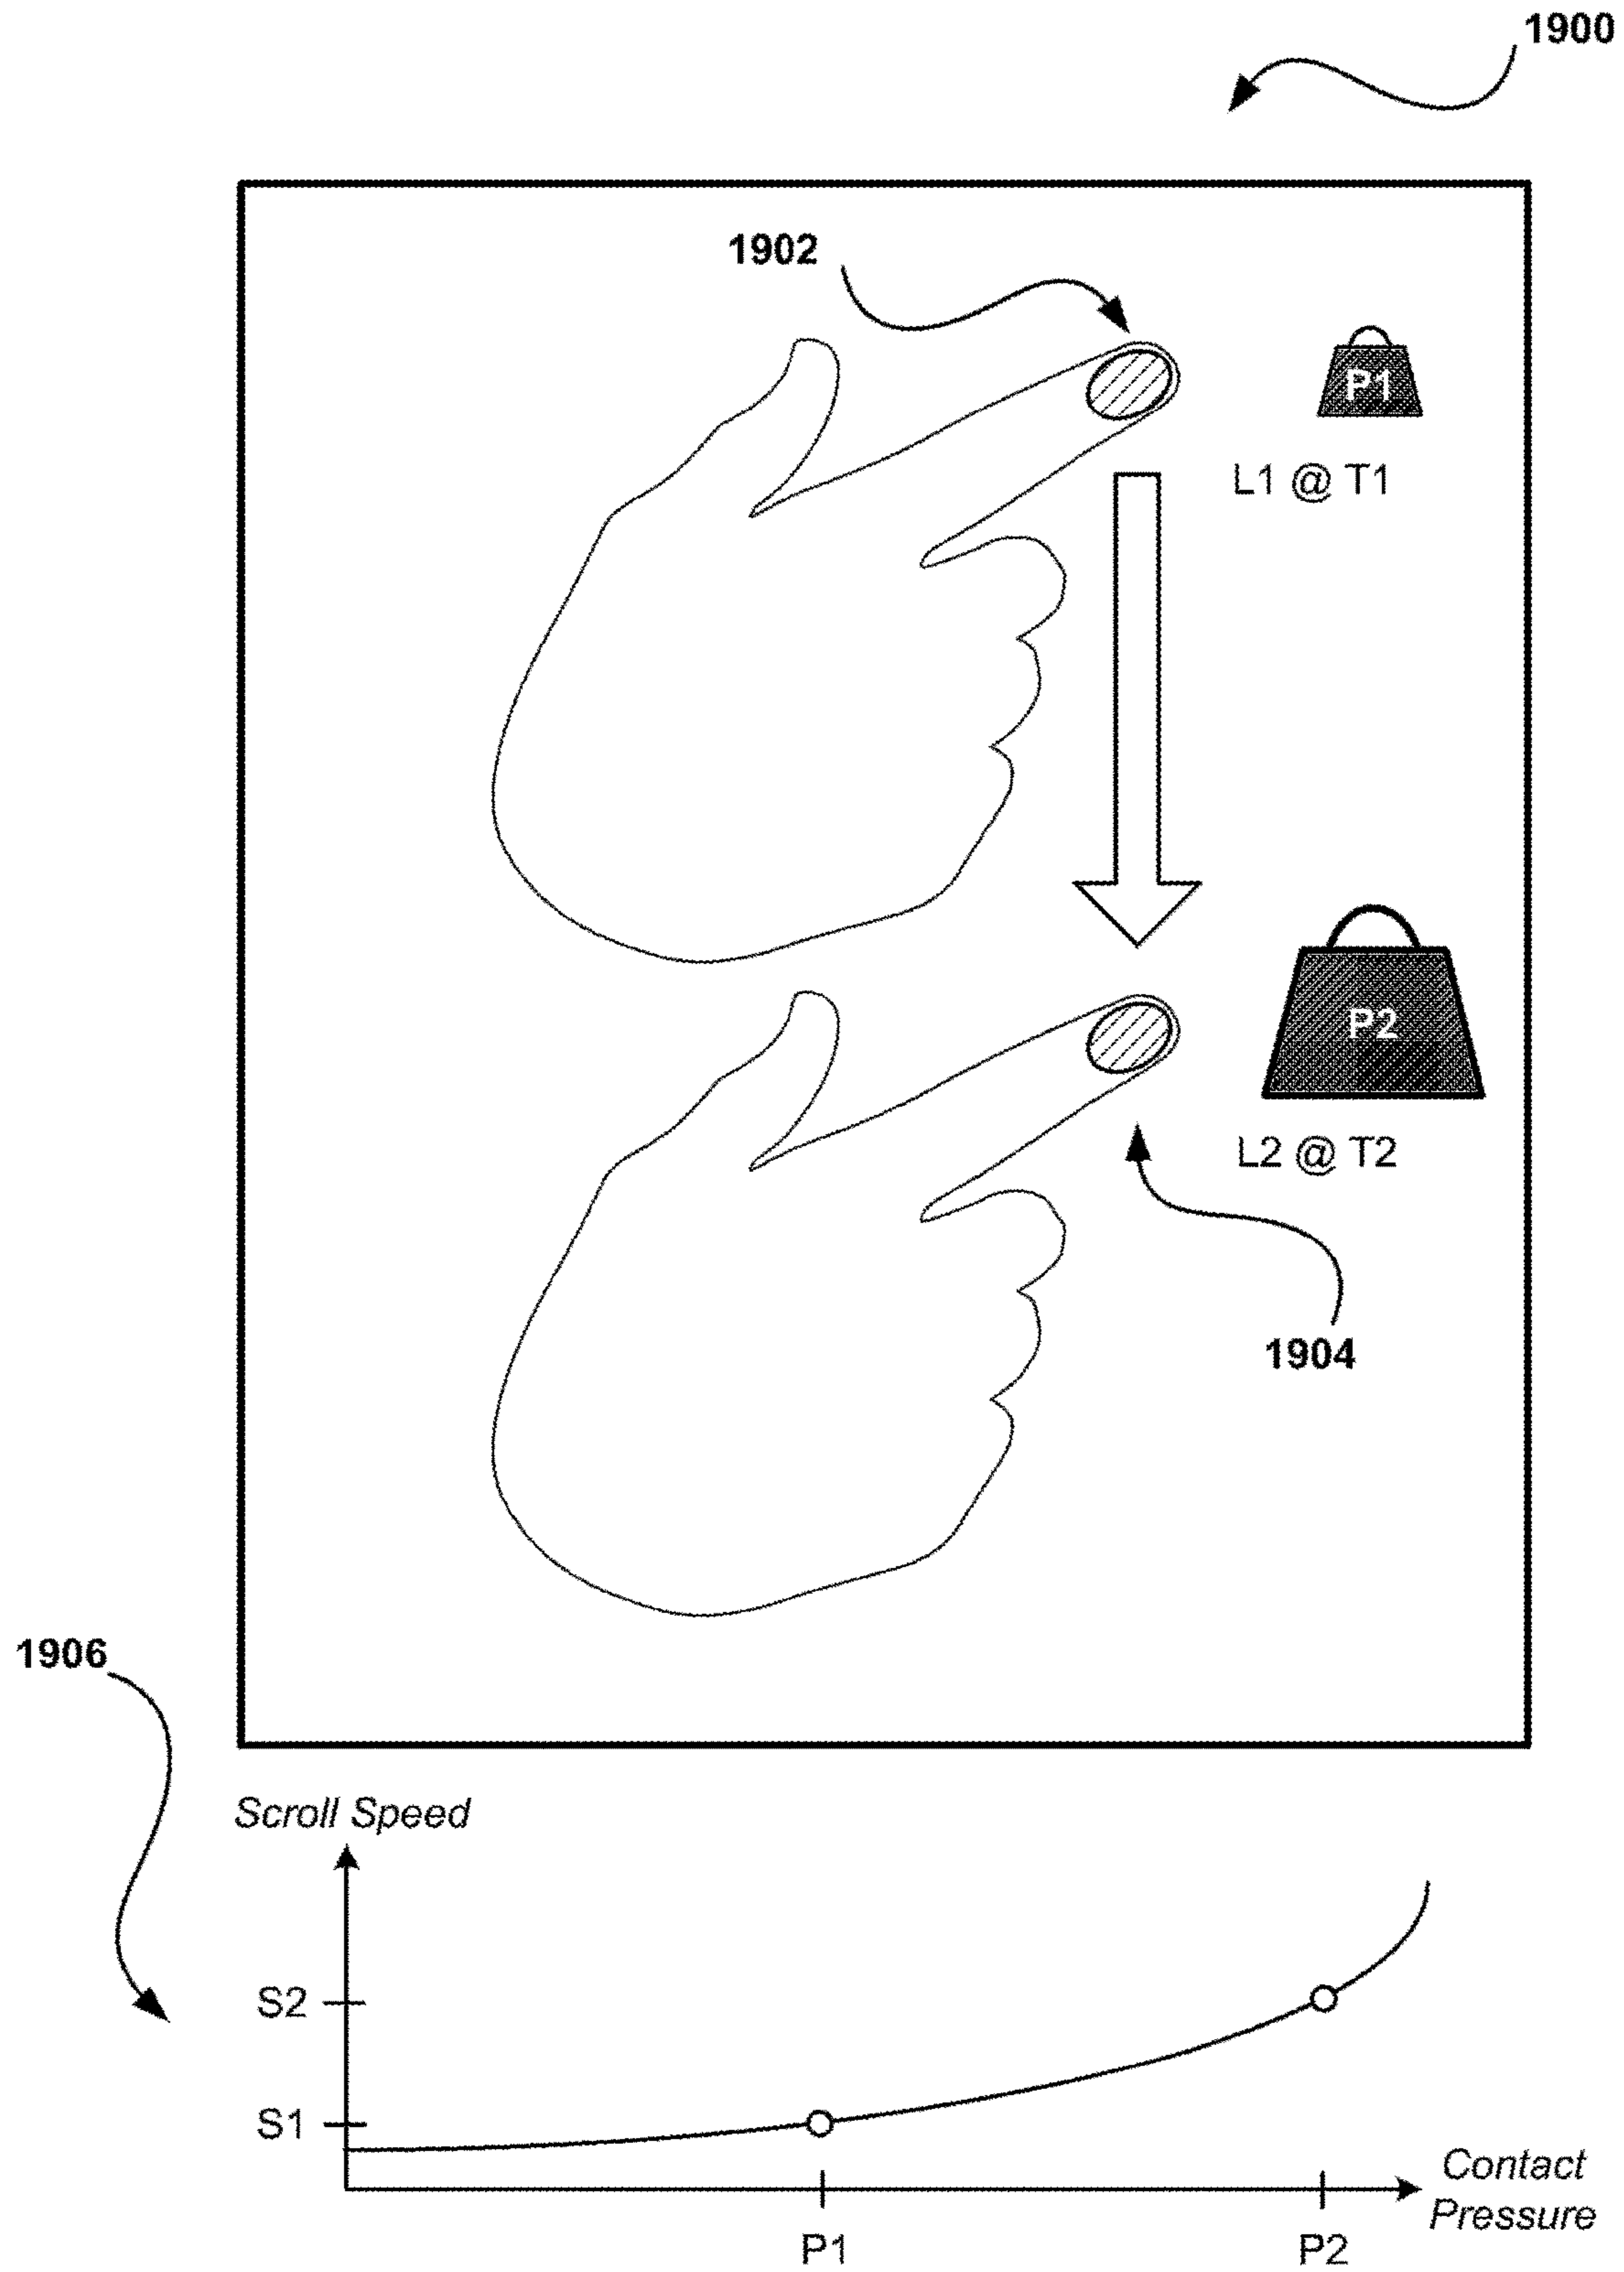 1900
1902
P1
L1 @ T1
P2
L2 @ T2
1904
1906
Scroll Speed
S2
S1
Contact
Pressure
P1
P2